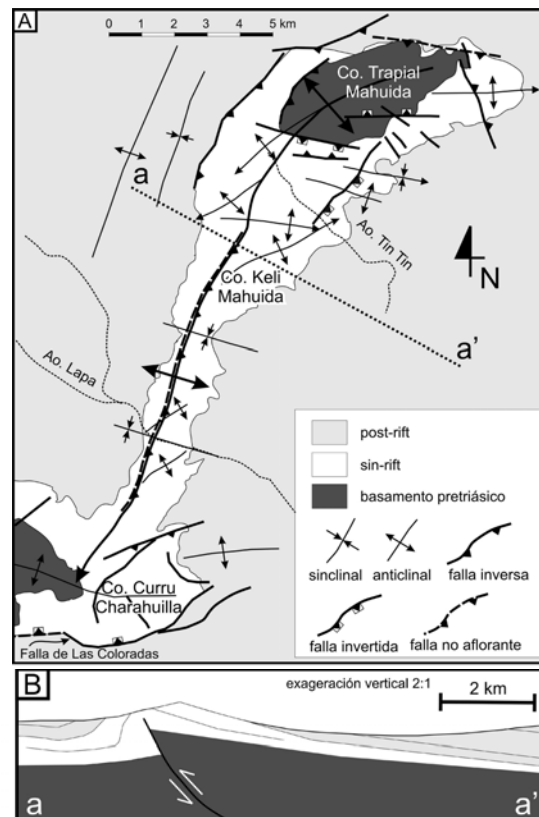 A
0 1 2 3 4 5 km
Co. Trapial
Mahuida
a
Ao. Tin Tin
N
Co. Keli
Mahuida
a'
Ao. Lapa
post-rift
sin-rift
basamento pretriásico
sinclinal anticlinal falla inversa
falla invertida falla no aflorante
Co. Curru
Charahuilla
Falla de Las Coloradas
B
exageración vertical 2:1
2 km
a a'